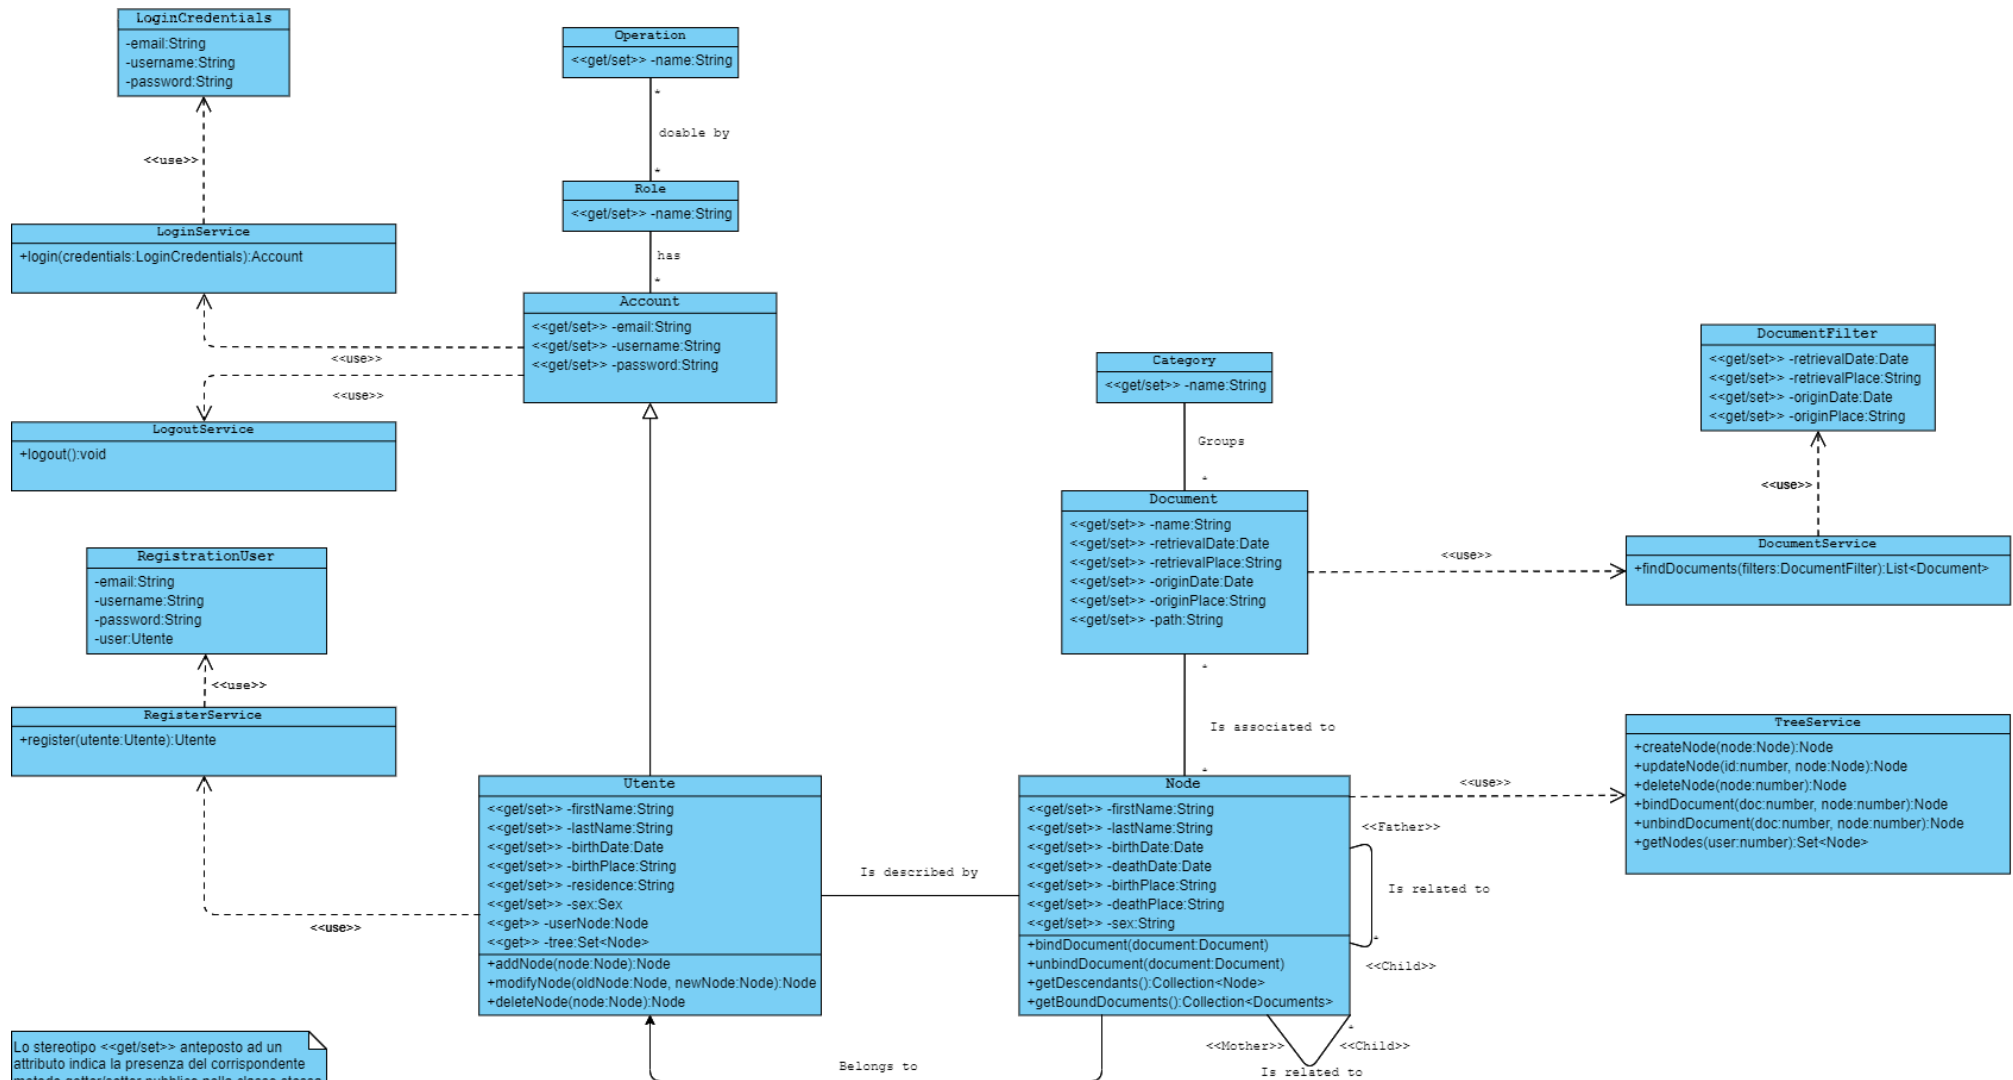 LoginCredentials
-email:String
-username:String
-password:String
<<use>>
LoginService
+login(credentials:LoginCredentials):Account
Operation
<<get/set>> -name:String
*
doable by
*
Role
<<get/set>> -name:String
has
*
Account
<<get/set>> -email:String
<<get/set>> -username:String
<<get/set>> -password:String
<<use>>
<<use>>
LogoutService
+logout():void
RegistrationUser
-email:String
-username:String
-password:String
-user:Utente
<<use>>
RegisterService
+register(utente:Utente):Utente
<<use>>
Utente
<<get/set>> -firstName:String
<<get/set>> -lastName:String
<<get/set>> -birthDate:Date
<<get/set>> -birthPlace:String
<<get/set>> -residence:String
<<get/set>> -sex:Sex
<<get>> -userNode:Node
<<get>> -tree:Set<Node>
+addNode(node:Node):Node
+modifyNode(oldNode:Node, newNode:Node):Node
+deleteNode(node:Node):Node
Is described by
Belongs to
Category
<<get/set>> -name:String
Groups
*
Document
<<get/set>> -name:String
<<get/set>> -retrievalDate:Date
<<get/set>> -retrievalPlace:String
<<get/set>> -originDate:Date
<<get/set>> -originPlace:String
<<get/set>> -path:String
*
Is associated to
*
<<use>>
DocumentFilter
<<get/set>> -retrievalDate:Date
<<get/set>> -retrievalPlace:String
<<get/set>> -originDate:Date
<<get/set>> -originPlace:String
<<use>>
DocumentService
+findDocuments(filters:DocumentFilter):List<Document>
Node
<<get/set>> -firstName:String
<<get/set>> -lastName:String
<<get/set>> -birthDate:Date
<<get/set>> -deathDate:Date
<<get/set>> -birthPlace:String
<<get/set>> -deathPlace:String
<<get/set>> -sex:String
+bindDocument(document:Document)
+unbindDocument(document:Document)
+getDescendants():Collection<Node>
+getBoundDocuments():Collection<Documents>
<<use>>
<<Father>>
Is related to
*
<<Child>>
*
<<Mother>>
<<Child>>
Is related to
TreeService
+createNode(node:Node):Node
+updateNode(id:number, node:Node):Node
+deleteNode(node:number):Node
+bindDocument(doc:number, node:number):Node
+unbindDocument(doc:number, node:number):Node
+getNodes(user:number):Set<Node>
Lo stereotipo <<get/set>> anteposto ad un
attributo indica la presenza del corrispondente
metodo getter/setter pubblico nella classe stessa